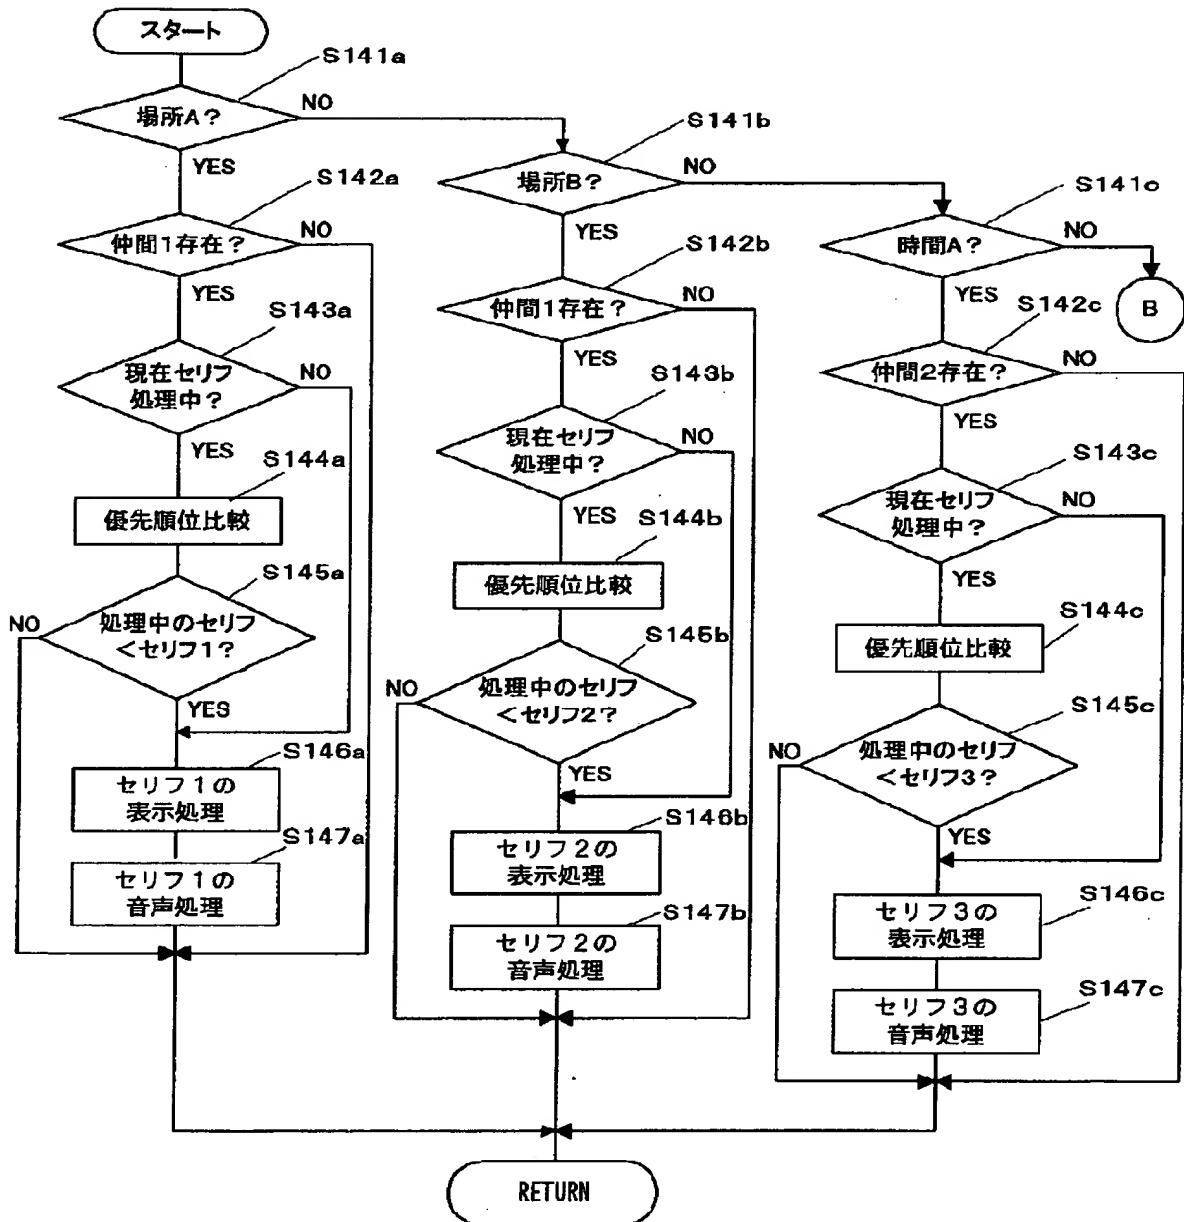 スタート
S141a
場所A?
NO
YES
S142a
仲間1存在?
NO
YES
S143a
現在セリフ
処理中?
NO
YES
S144a
優先順位比較
S145a
処理中のセリフ
<セリフ1?
NO
YES
S146a
セリフ1の
表示処理
S147a
セリフ1の
音声処理
S141b
場所B?
NO
YES
S142b
仲間1存在?
NO
YES
S143b
現在セリフ
処理中?
NO
YES
S144b
優先順位比較
S145b
処理中のセリフ
<セリフ2?
NO
YES
S146b
セリフ2の
表示処理
S147b
セリフ2の
音声処理
S141c
時間A?
NO
B
YES
S142c
仲間2存在?
NO
YES
S143c
現在セリフ
処理中?
NO
YES
S144c
優先順位比較
S145c
処理中のセリフ
<セリフ3?
NO
YES
S146c
セリフ3の
表示処理
S147c
セリフ3の
音声処理
RETURN